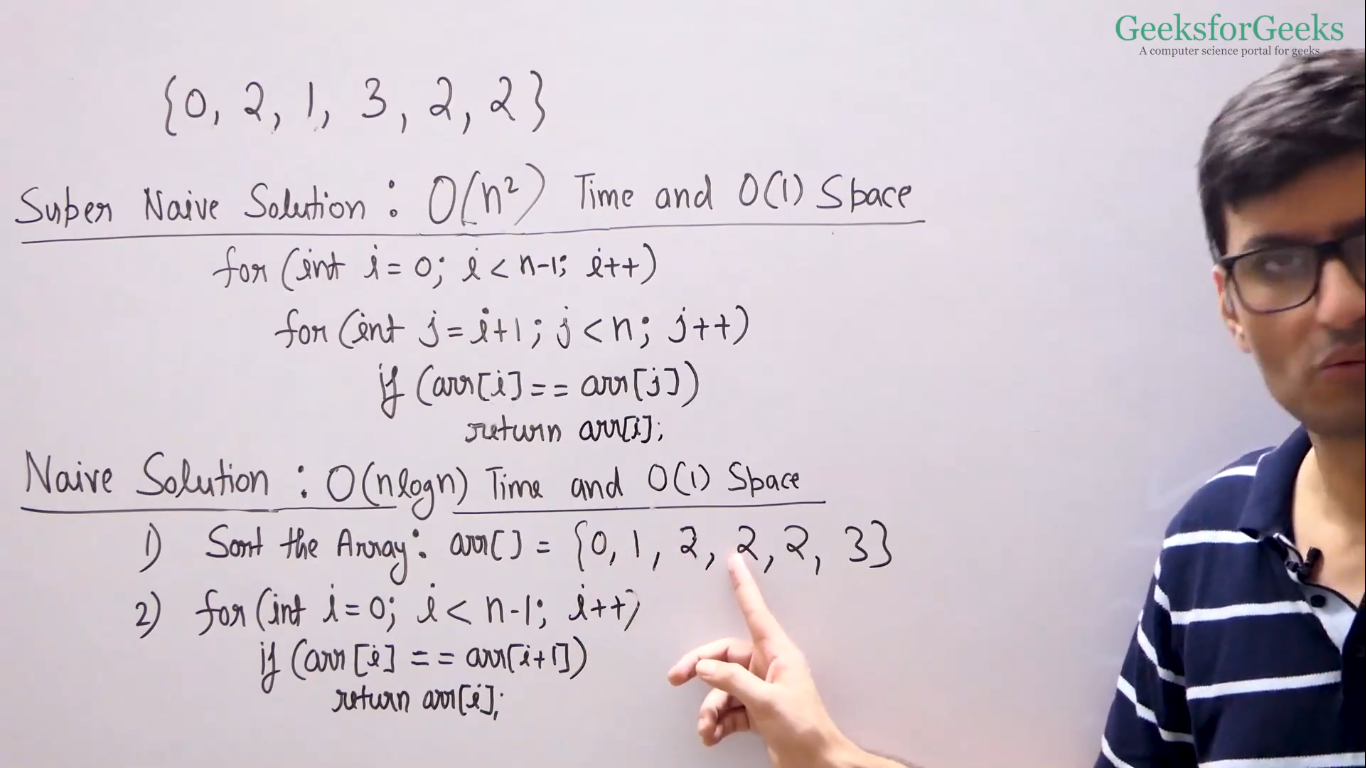 GeeksforGeeks
A computer science portal for geeks
{0, 2, 1, 3, 2, 2}
Super Naive Solution : O(n²) Time and O(1) Space
for (int i = 0; i < n-1; i++)
for (int j = i+1; j < n; j++)
if (arr[i] == arr[j])
return arr[i];
Naive Solution : O(nlogn) Time and O(1) Space
1) Sort the Array: arr[] = {0, 1, 2, 2, 2, 3}
2) for (int i = 0; i < n-1; i++)
if (arr[i] == arr[i+1])
return arr[i];